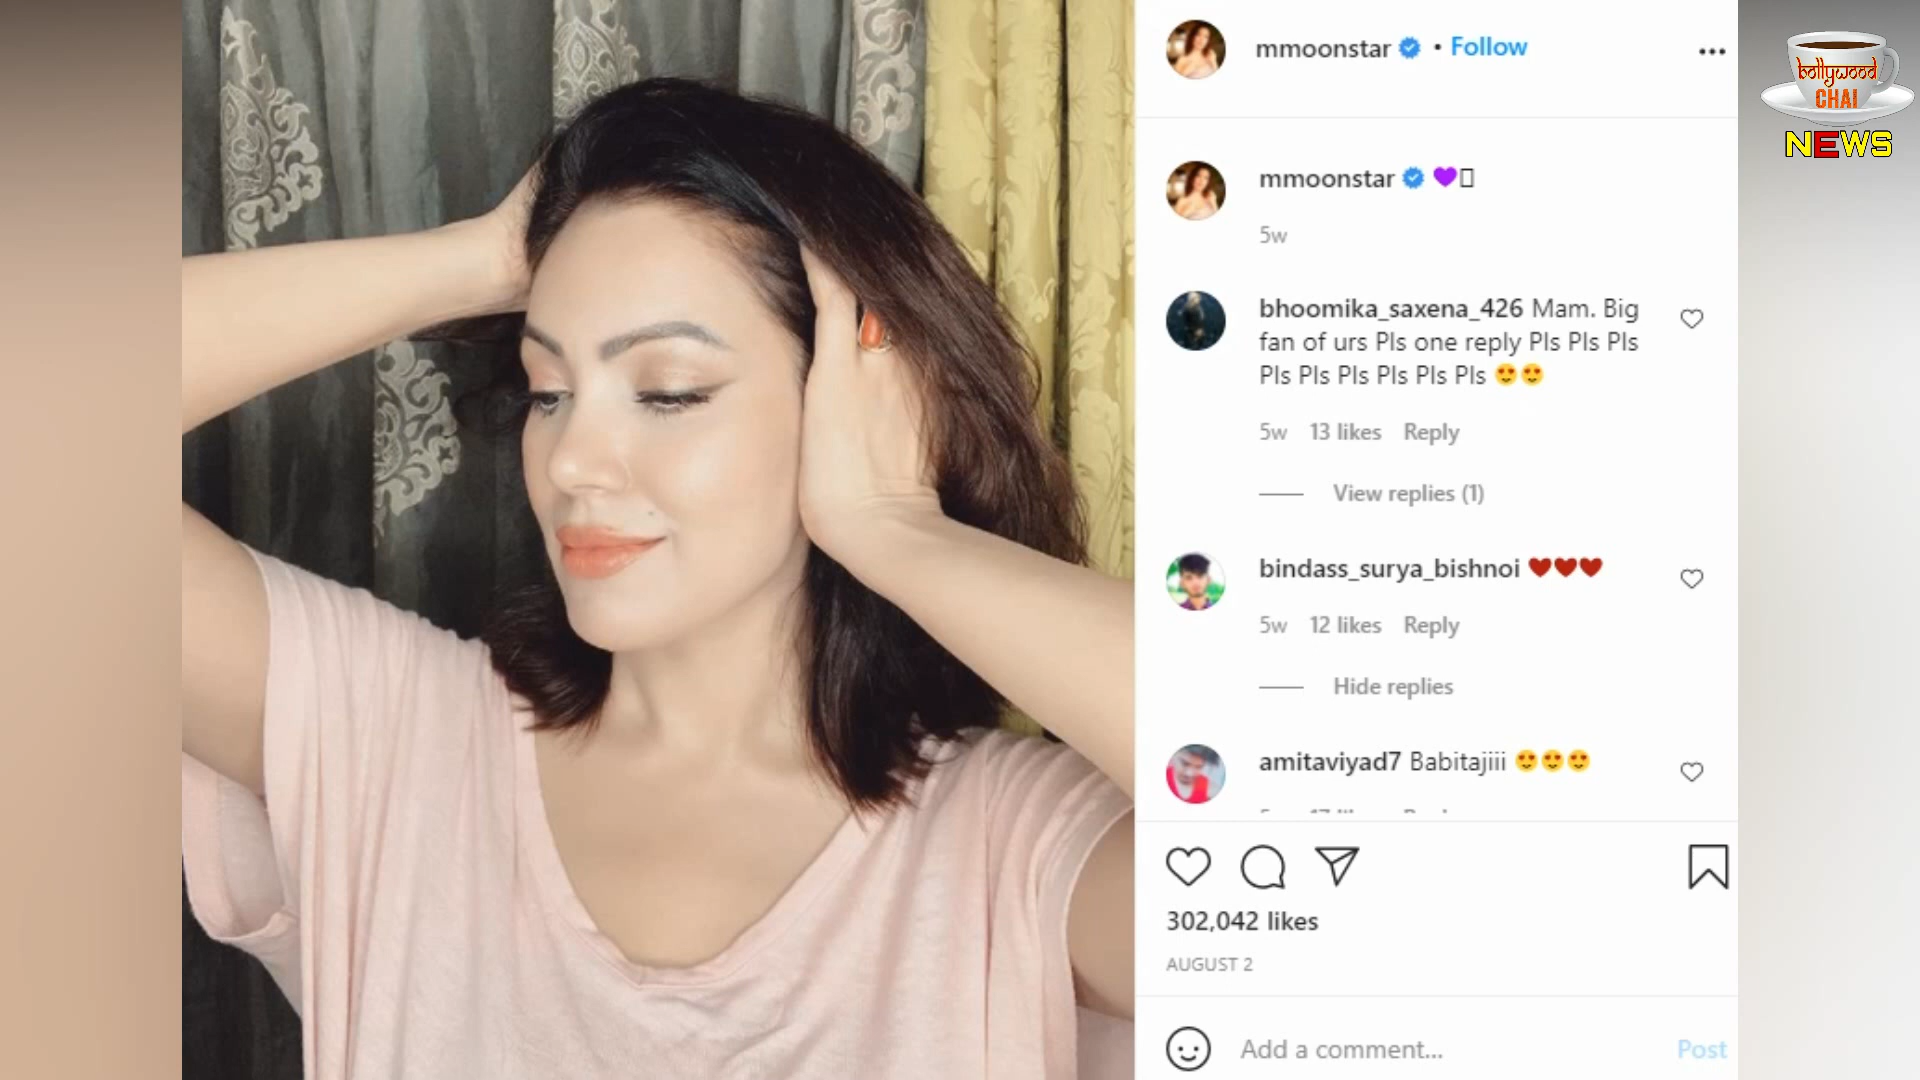 mmoonstar • Follow
mmoonstar 💜
5w
bhoomika_saxena_426 Mam. Big
fan of urs Pls one reply Pls Pls Pls
Pls Pls Pls Pls Pls Pls 😍😍
5w 13 likes Reply
View replies (1)
bindass_surya_bishnoi ❤❤❤
5w 12 likes Reply
Hide replies
amitaviyad7 Babitajiiii 😍😍😍
302,042 likes
AUGUST 2
Add a comment... Post
bollywood
CHAI
NEWS